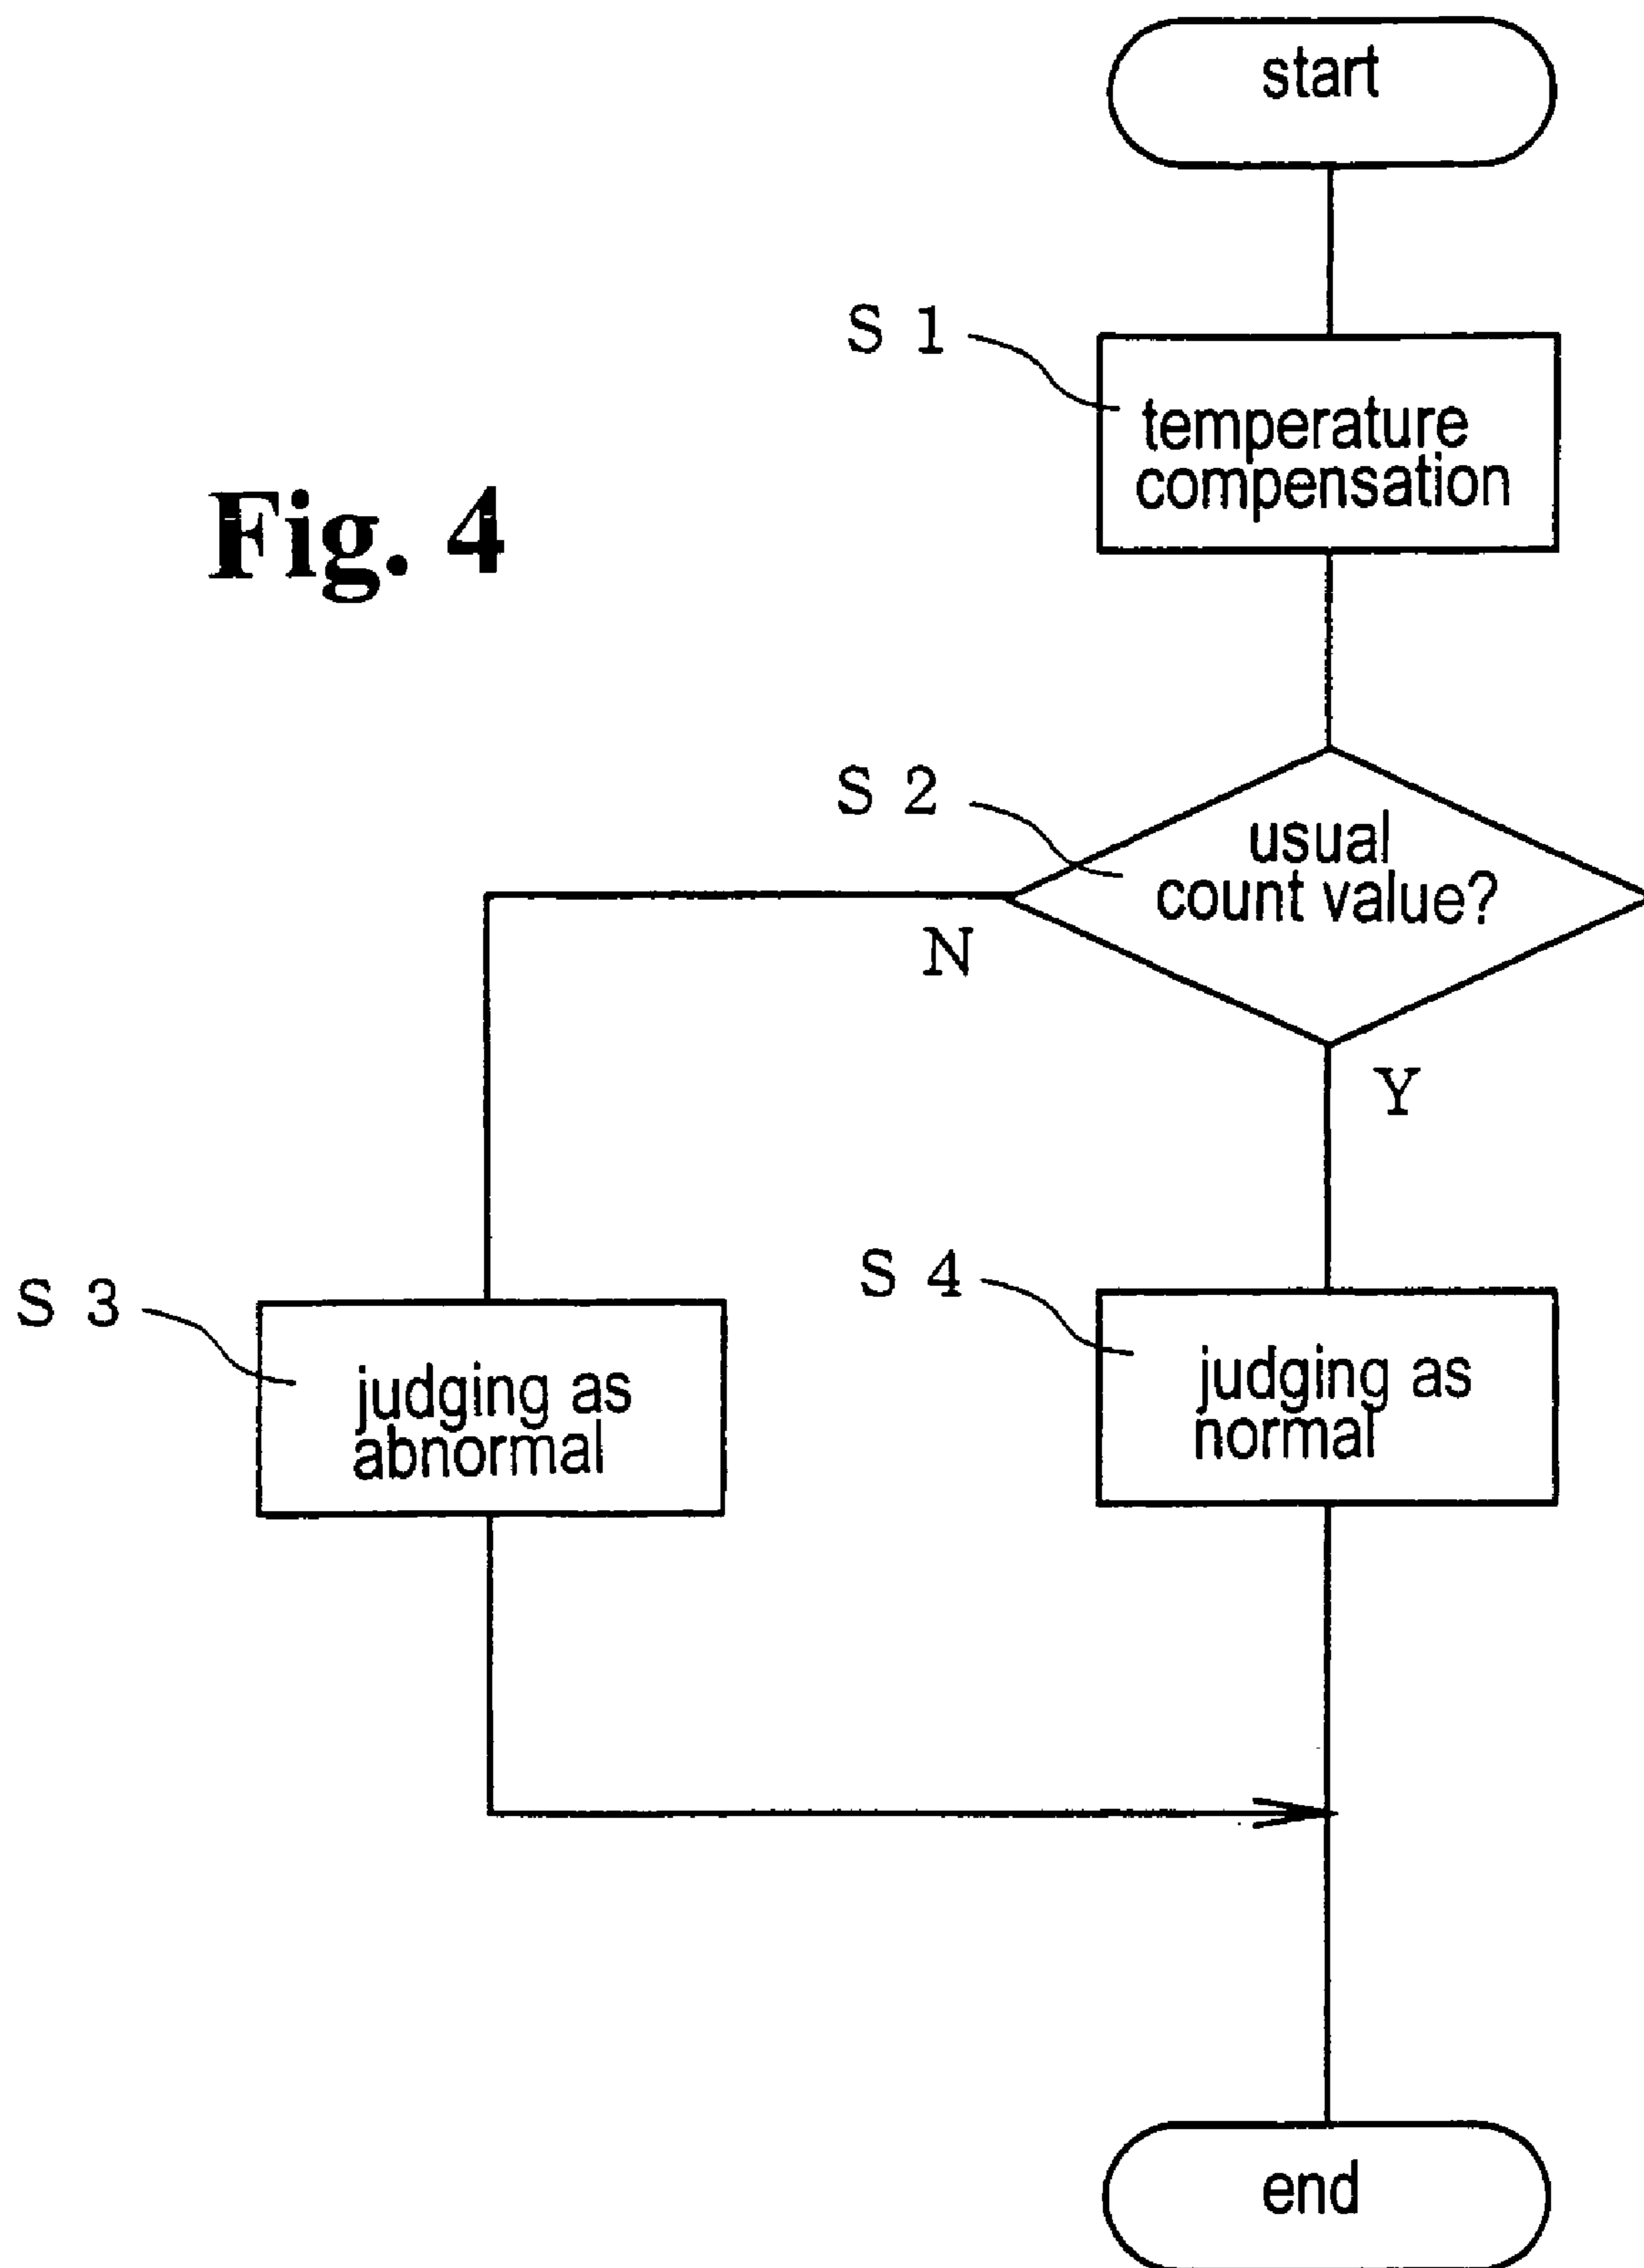 start
S 1
temperature
compensation
Fig. 4
S 2
usual
count value?
N
Y
S 3
judging as
abnormal
S 4
judging as
normal
end